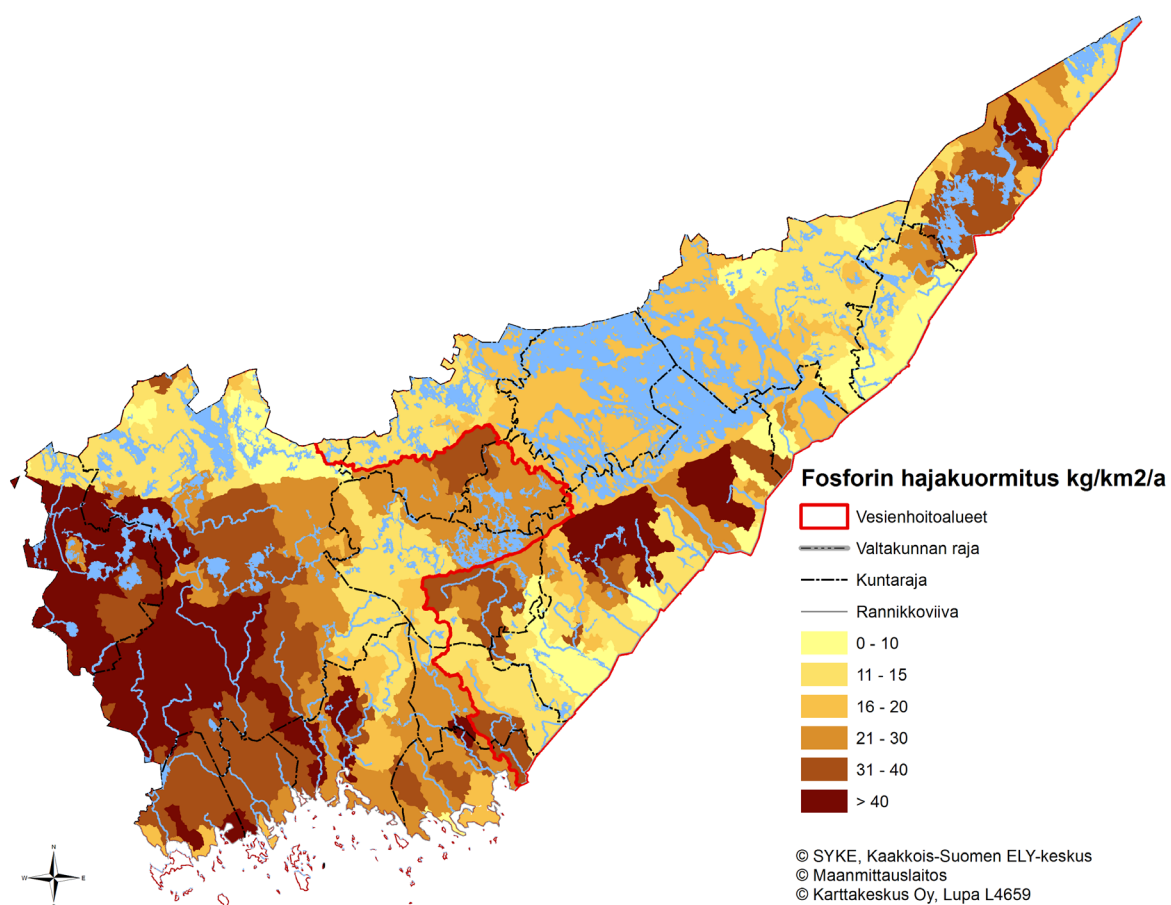 Fosforin hajakuormitus kg/km2/a
Vesienhoitoalueet
Valtakunnan raja
Kuntaraja
Rannikkoviiva
0 - 10
11 - 15
16 - 20
21 - 30
31 - 40
> 40
© SYKE, Kaakkois-Suomen ELY-keskus
© Maanmittauslaitos
© Karttakeskus Oy, Lupa L4659
N
W
E